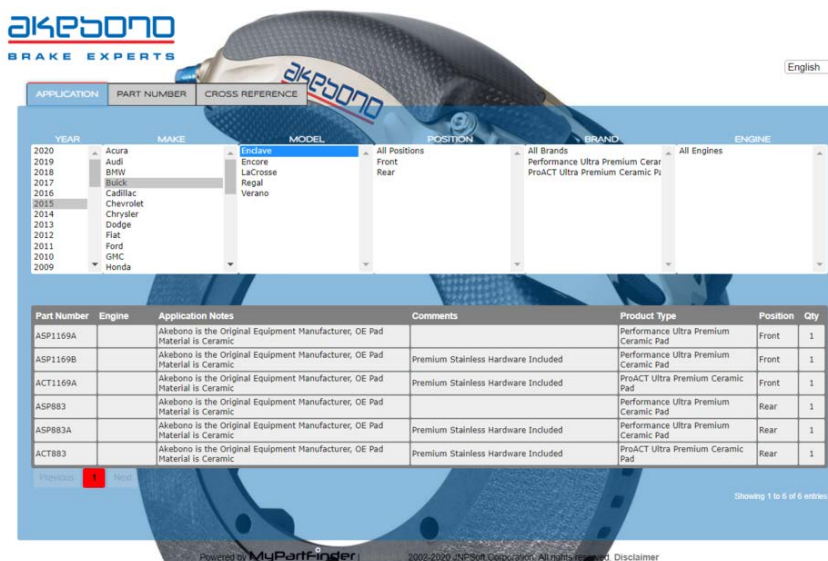 akebono
BRAKE EXPERTS
akebono
English
APPLICATION PART NUMBER CROSS REFERENCE
YEAR MAKE MODEL POSITION BRAND ENGINE
2020 Acura Enclave All Positions All Brands All Engines
2019 Audi Encore Front Performance Ultra Premium Cerar
2018 BMW LaCrosse Rear ProACT Ultra Premium Ceramic Pa
2017 Buick Regal
2016 Cadillac Verano
2015 Chevrolet
2014 Chrysler
2013 Dodge
2012 Fiat
2011 Ford
2010 GMC
2009 Honda
Part Number Engine Application Notes Comments Product Type Position Qty
ASP1169A Akebono is the Original Equipment Manufacturer, OE Pad Material is Ceramic Performance Ultra Premium Ceramic Pad Front 1
ASP1169B Akebono is the Original Equipment Manufacturer, OE Pad Material is Ceramic Premium Stainless Hardware Included Performance Ultra Premium Ceramic Pad Front 1
ACT1169A Akebono is the Original Equipment Manufacturer, OE Pad Material is Ceramic Premium Stainless Hardware Included ProACT Ultra Premium Ceramic Pad Front 1
ASP883 Akebono is the Original Equipment Manufacturer, OE Pad Material is Ceramic Performance Ultra Premium Ceramic Pad Rear 1
ASP883A Akebono is the Original Equipment Manufacturer, OE Pad Material is Ceramic Premium Stainless Hardware Included Performance Ultra Premium Ceramic Pad Rear 1
ACT883 Akebono is the Original Equipment Manufacturer, OE Pad Material is Ceramic Premium Stainless Hardware Included ProACT Ultra Premium Ceramic Pad Rear 1
Previous 1 Next
Showing 1 to 6 of 6 entries
Powered by MyPartFinder | 2002-2020 JNPSoft Corporation. All rights reserved. Disclaimer